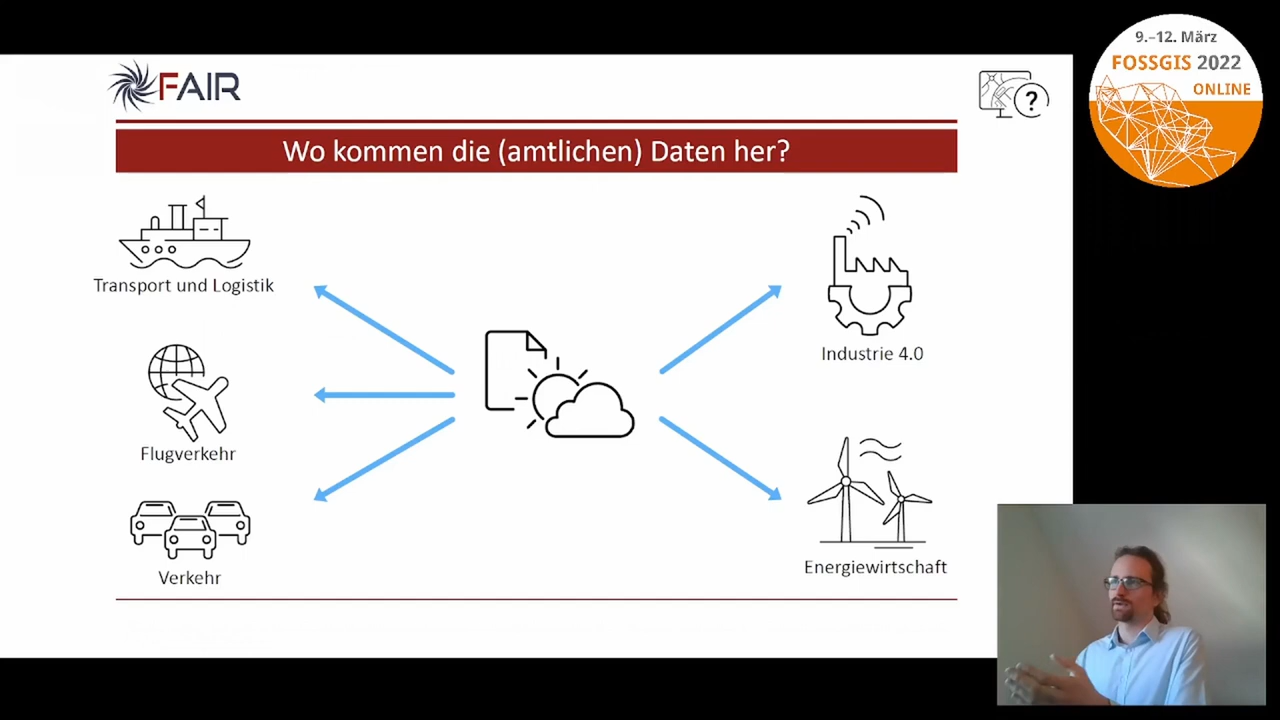 FAIR
Wo kommen die (amtlichen) Daten her?
Transport und Logistik
Flugverkehr
Verkehr
Industrie 4.0
Energiewirtschaft
?
9.–12. März
FOSSGIS 2022
ONLINE